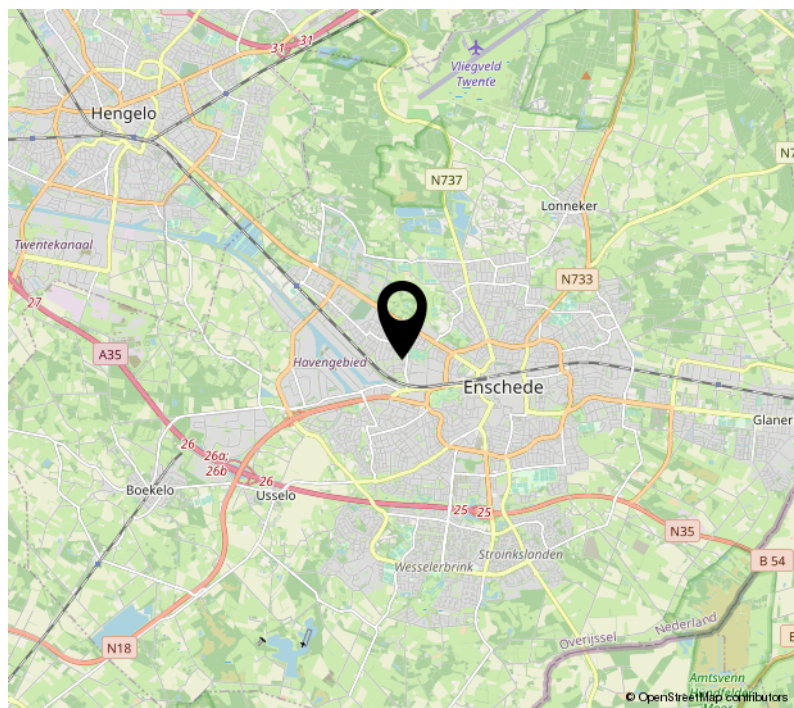 31
31
Vliegveld
Twente
Hengelo
N737
Lonneker
Twentekanaal
N733
27
A35
Havengebied
Enschede
Glaner
26
26a;
26b
26
Boekelo
Usselo
25
25
N35
Stroinkslanden
Wesselerbrink
B 54
N18
Nederland
Overijssel
Amtsvenn
© OpenStreetMap contributors